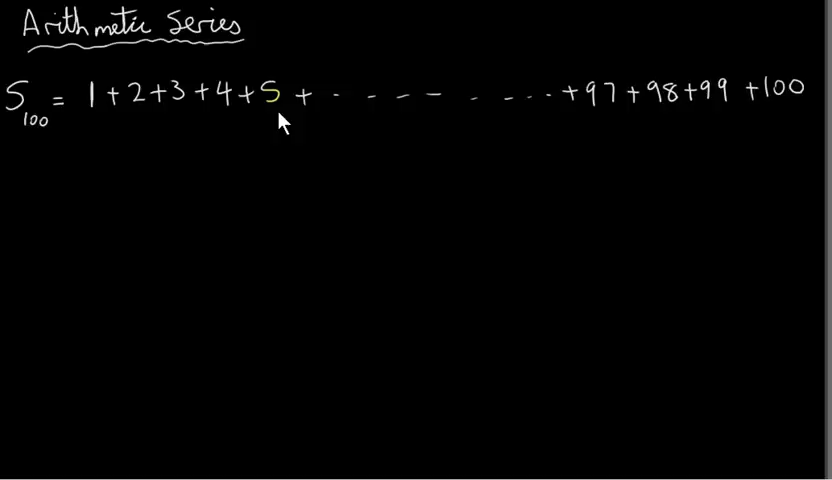 Arithmetic Series
S₁₀₀ = 1 + 2 + 3 + 4 + 5 + - - - - - - - - - + 97 + 98 + 99 + 100